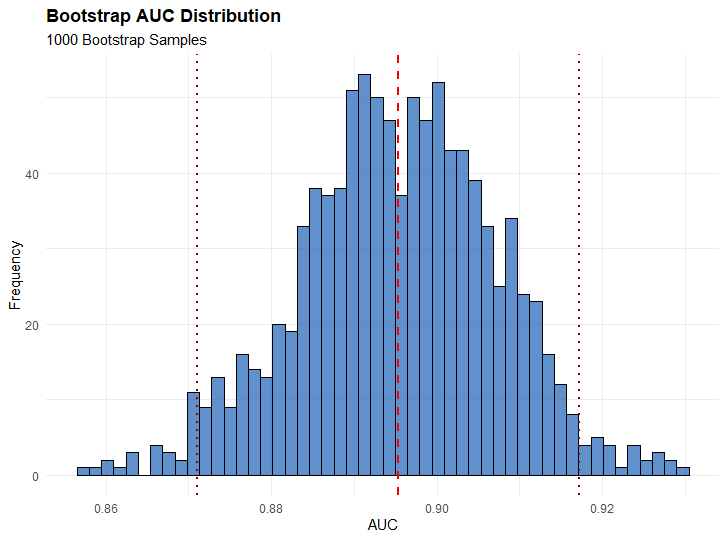 Bootstrap AUC Distribution
1000 Bootstrap Samples
40
20
0
Frequency
0.86
0.88
0.90
0.92
AUC